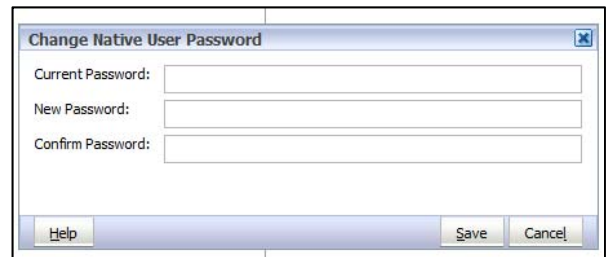 Change Native User Password
Current Password:
New Password:
Confirm Password:
Help Save Cancel